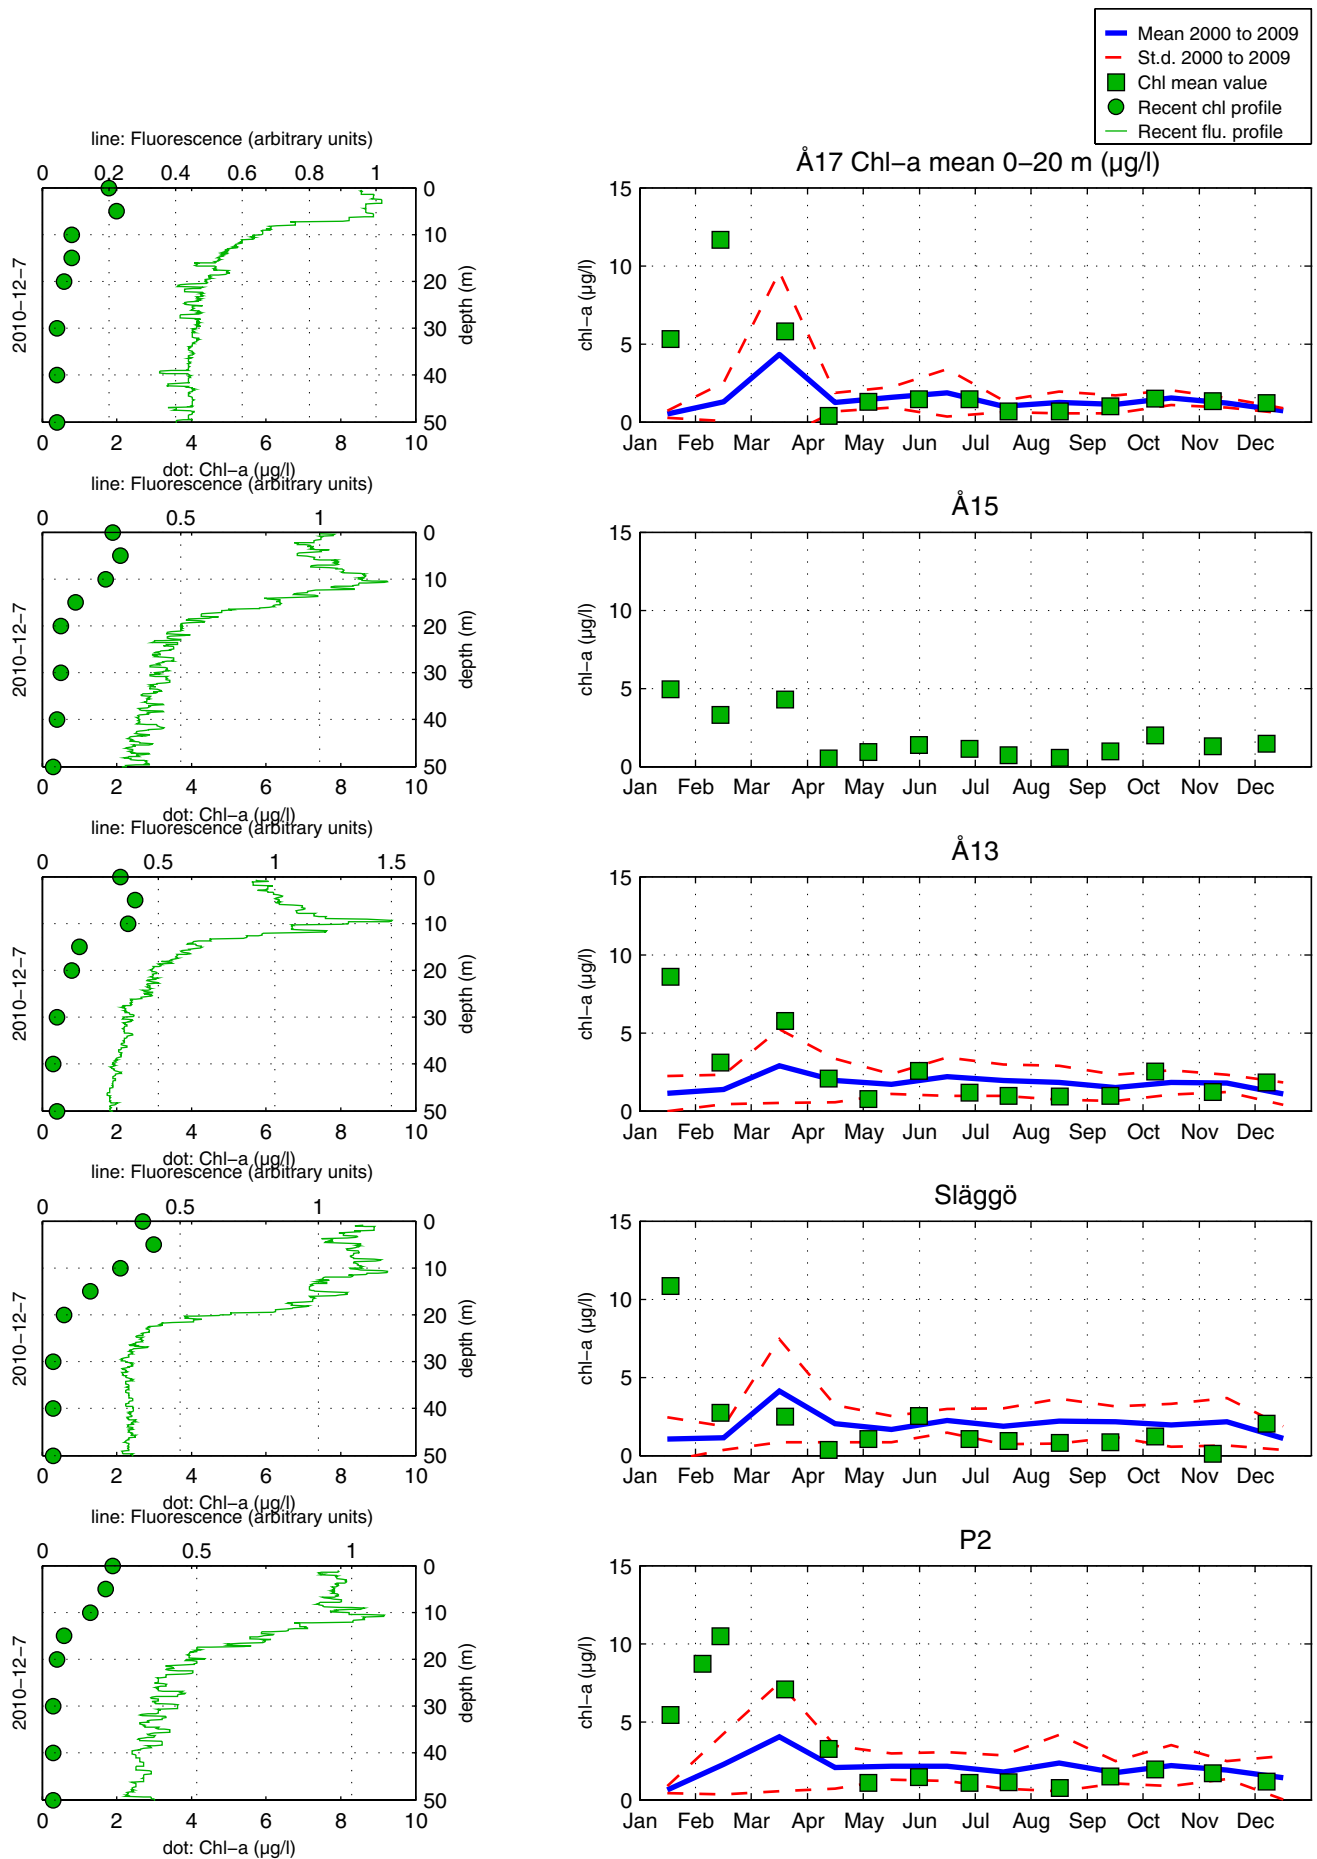 Mean 2000 to 2009
St.d. 2000 to 2009
Chl mean value
Recent chl profile
Recent flu. profile
line: Fluorescence (arbitrary units)
0 0.2 0.4 0.6 0.8 1
2010−12−7
0
10
20
30
40
50
depth (m)
0 2 4 6 8 10
dot: Chl−a (µg/l)
Å17 Chl−a mean 0−20 m (µg/l)
chl−a (µg/l)
15
10
5
0
Jan Feb Mar Apr May Jun Jul Aug Sep Oct Nov Dec
line: Fluorescence (arbitrary units)
0 0.5 1
2010−12−7
0
10
20
30
40
50
depth (m)
0 2 4 6 8 10
dot: Chl−a (µg/l)
Å15
chl−a (µg/l)
15
10
5
0
Jan Feb Mar Apr May Jun Jul Aug Sep Oct Nov Dec
line: Fluorescence (arbitrary units)
0 0.5 1 1.5
2010−12−7
0
10
20
30
40
50
depth (m)
0 2 4 6 8 10
dot: Chl−a (µg/l)
Å13
chl−a (µg/l)
15
10
5
0
Jan Feb Mar Apr May Jun Jul Aug Sep Oct Nov Dec
line: Fluorescence (arbitrary units)
0 0.5 1
2010−12−7
0
10
20
30
40
50
depth (m)
0 2 4 6 8 10
dot: Chl−a (µg/l)
Släggö
chl−a (µg/l)
15
10
5
0
Jan Feb Mar Apr May Jun Jul Aug Sep Oct Nov Dec
line: Fluorescence (arbitrary units)
0 0.5 1
2010−12−7
0
10
20
30
40
50
depth (m)
0 2 4 6 8 10
dot: Chl−a (µg/l)
P2
chl−a (µg/l)
15
10
5
0
Jan Feb Mar Apr May Jun Jul Aug Sep Oct Nov Dec